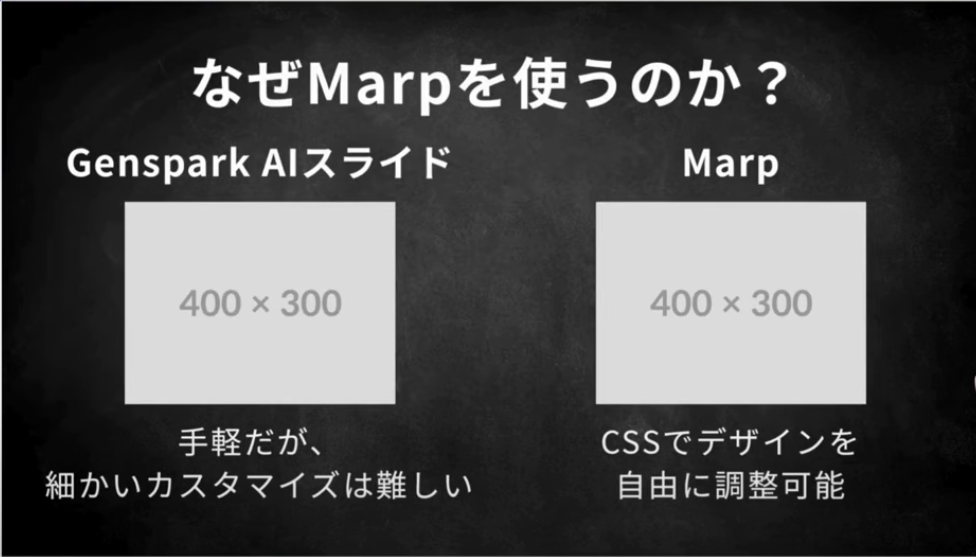 なぜMarpを使うのか？
Genspark AIスライド
Marp
400 × 300
400 × 300
手軽だが、
細かいカスタマイズは難しい
CSSでデザインを
自由に調整可能